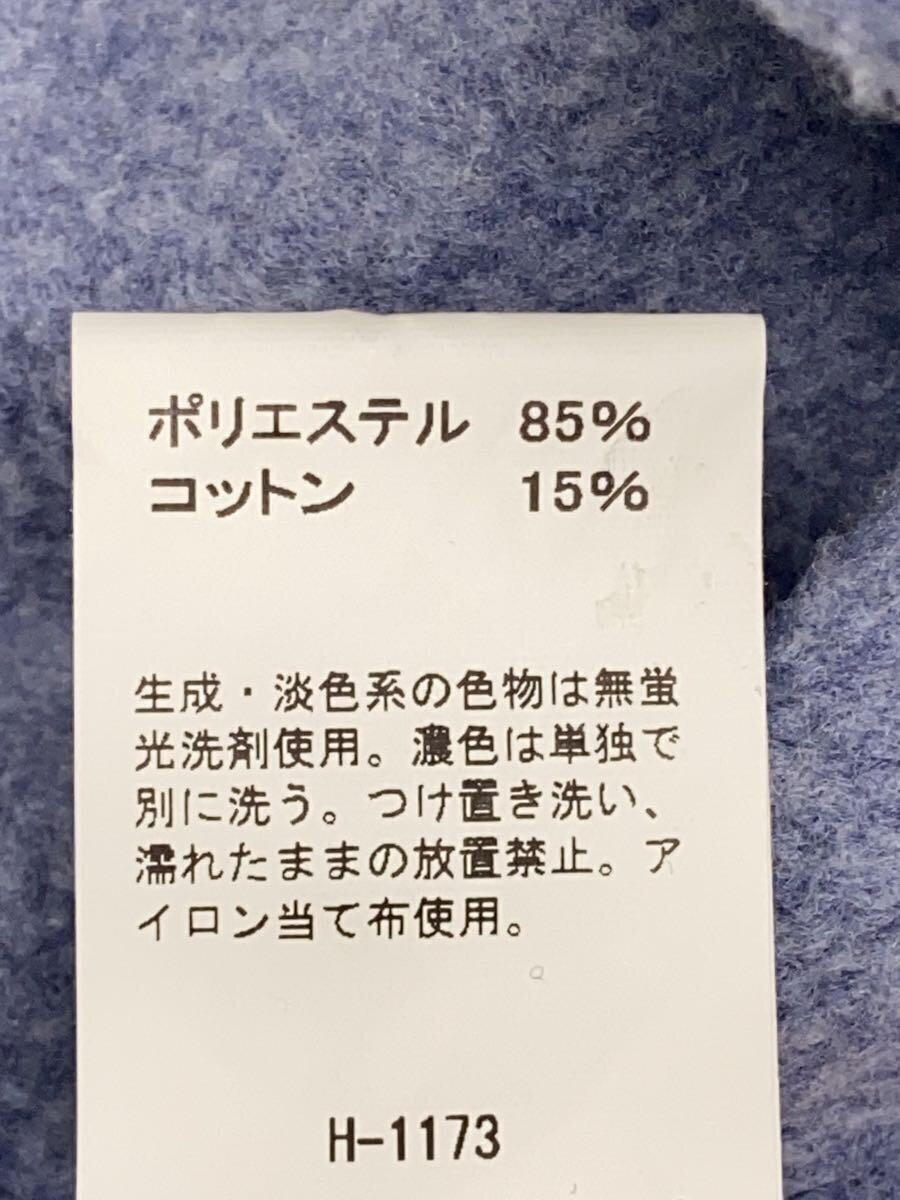 ポリエステル 85%
コットン 15%
生成・淡色系の色物は無蛍
光洗剤使用。濃色は単独で
別に洗う。つけ置き洗い、
濡れたままの放置禁止。ア
イロン当て布使用。
H-1173